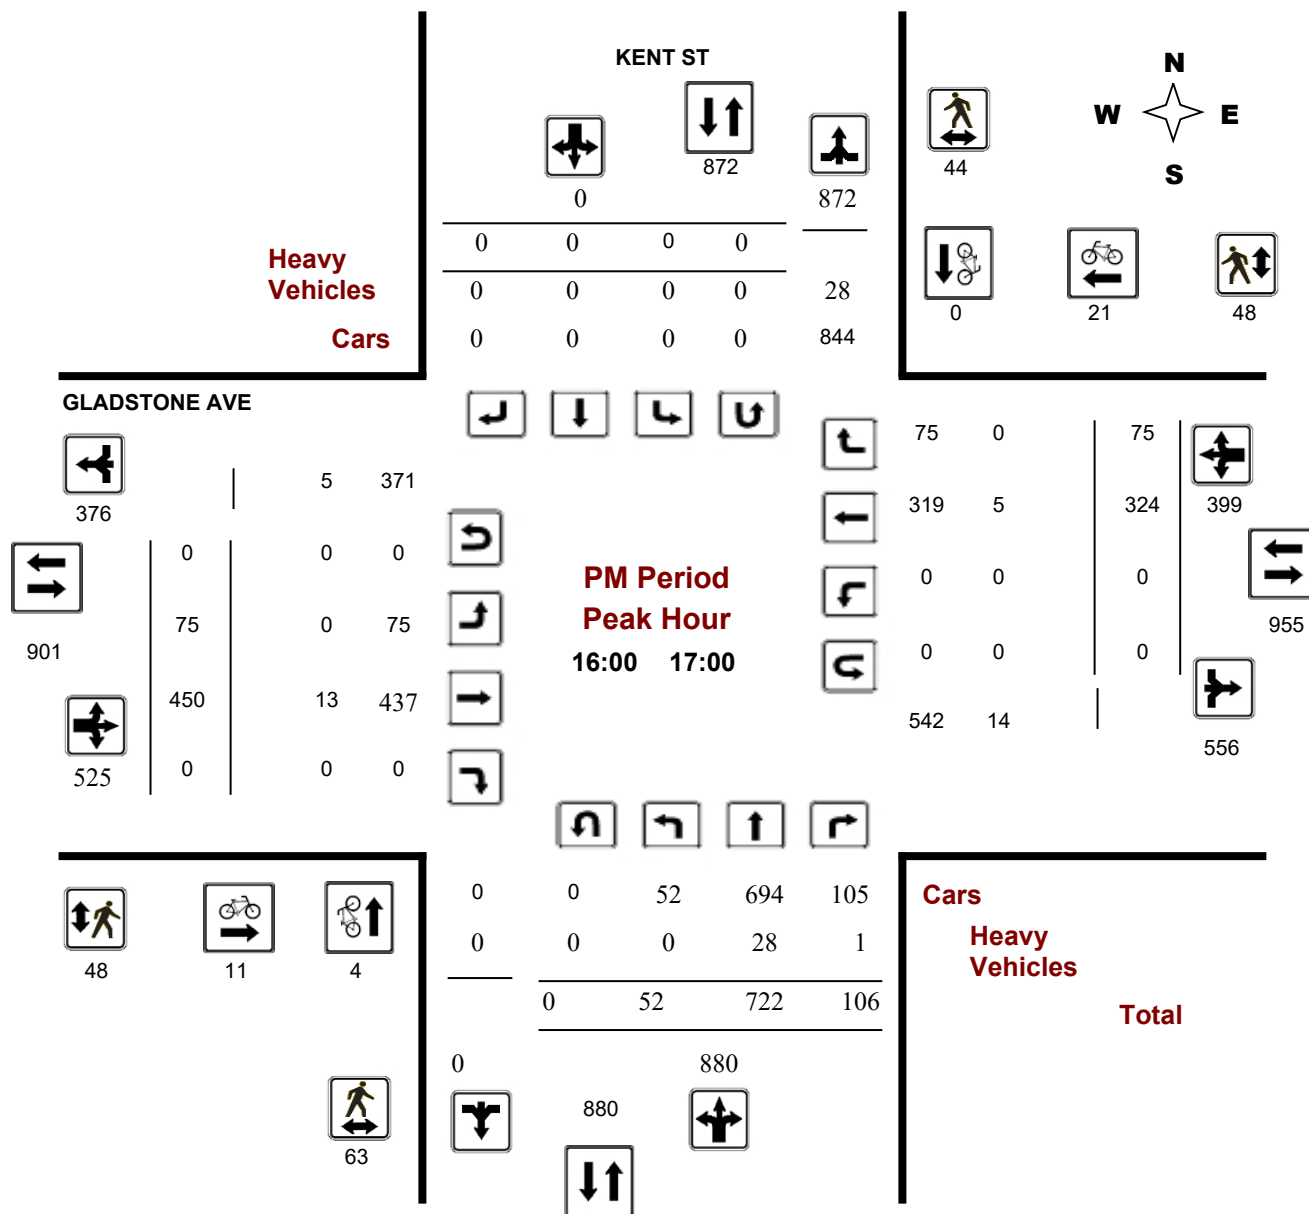 KENT ST
N
W E
S
872
44
0 872
0 0 0 0
Heavy
Vehicles
0 0 0 0 28
Cars
0 0 0 0 844
0 21 48
GLADSTONE AVE
75 0 75
5 371
376
319 5 324 399
0 0 0
PM Period
Peak Hour
16:00 17:00
0 0 0
955
75 0 75
901
0 0 0
450 13 437
542 14
556
525
0 0 0
0 0 52 694 105
Cars
0 0 0 28 1
Heavy
Vehicles
48 11 4
0 52 722 106
Total
0 880
880
63